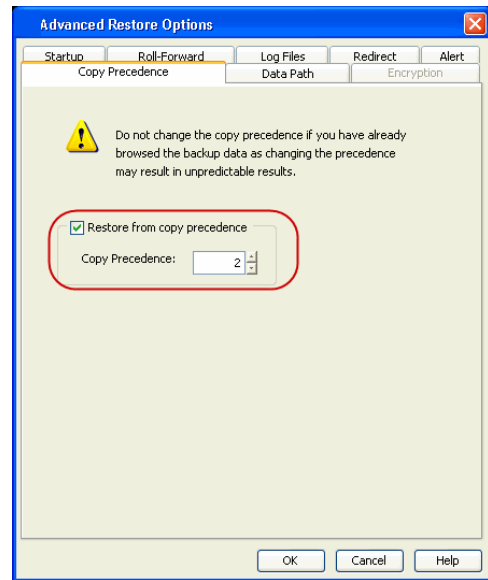 Advanced Restore Options
Startup Roll-Forward Log Files Redirect Alert
Copy Precedence Data Path Encryption
Do not change the copy precedence if you have already
browsed the backup data as changing the precedence
may result in unpredictable results.
Restore from copy precedence
Copy Precedence: 2
OK Cancel Help